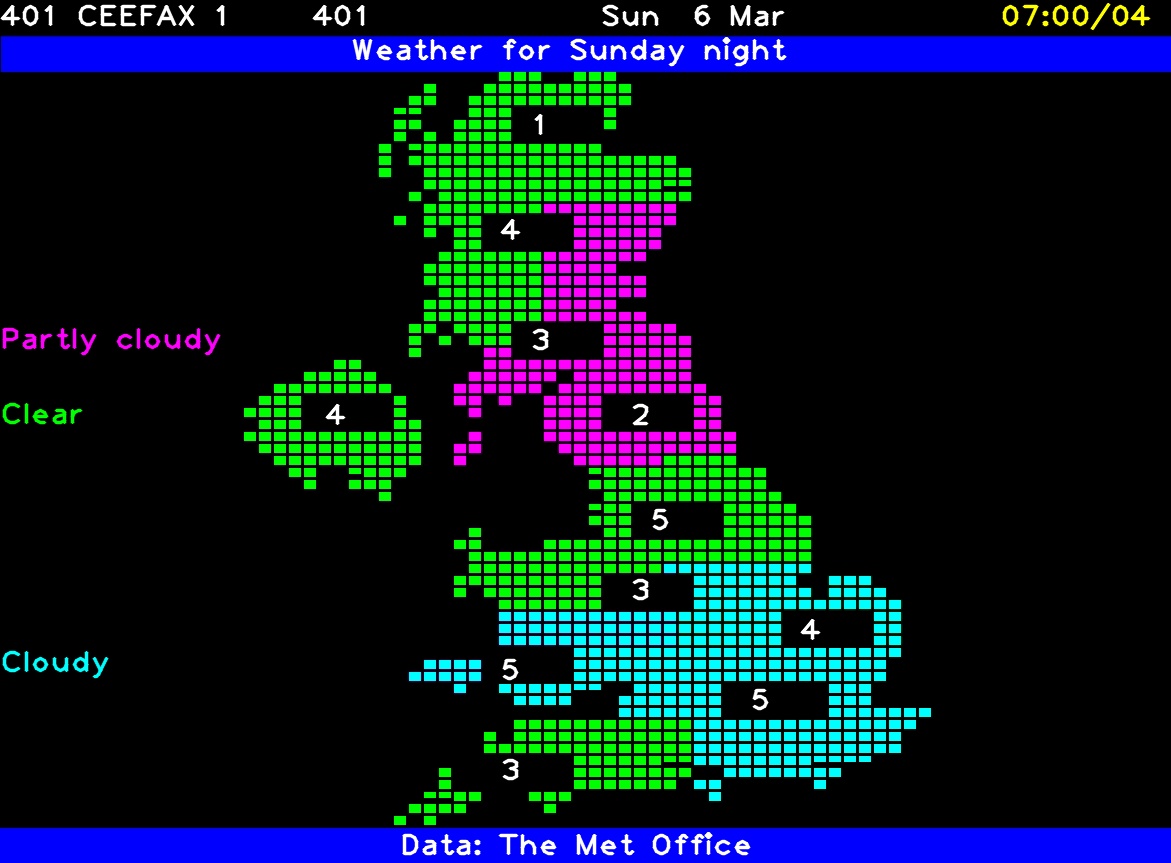 401 CEEFAX 1 401 Sun 6 Mar 07:00/04
Weather for Sunday night
1
4
Partly cloudy 3
Clear 4 2
5
3
4
Cloudy 5
5
3
Data: The Met Office